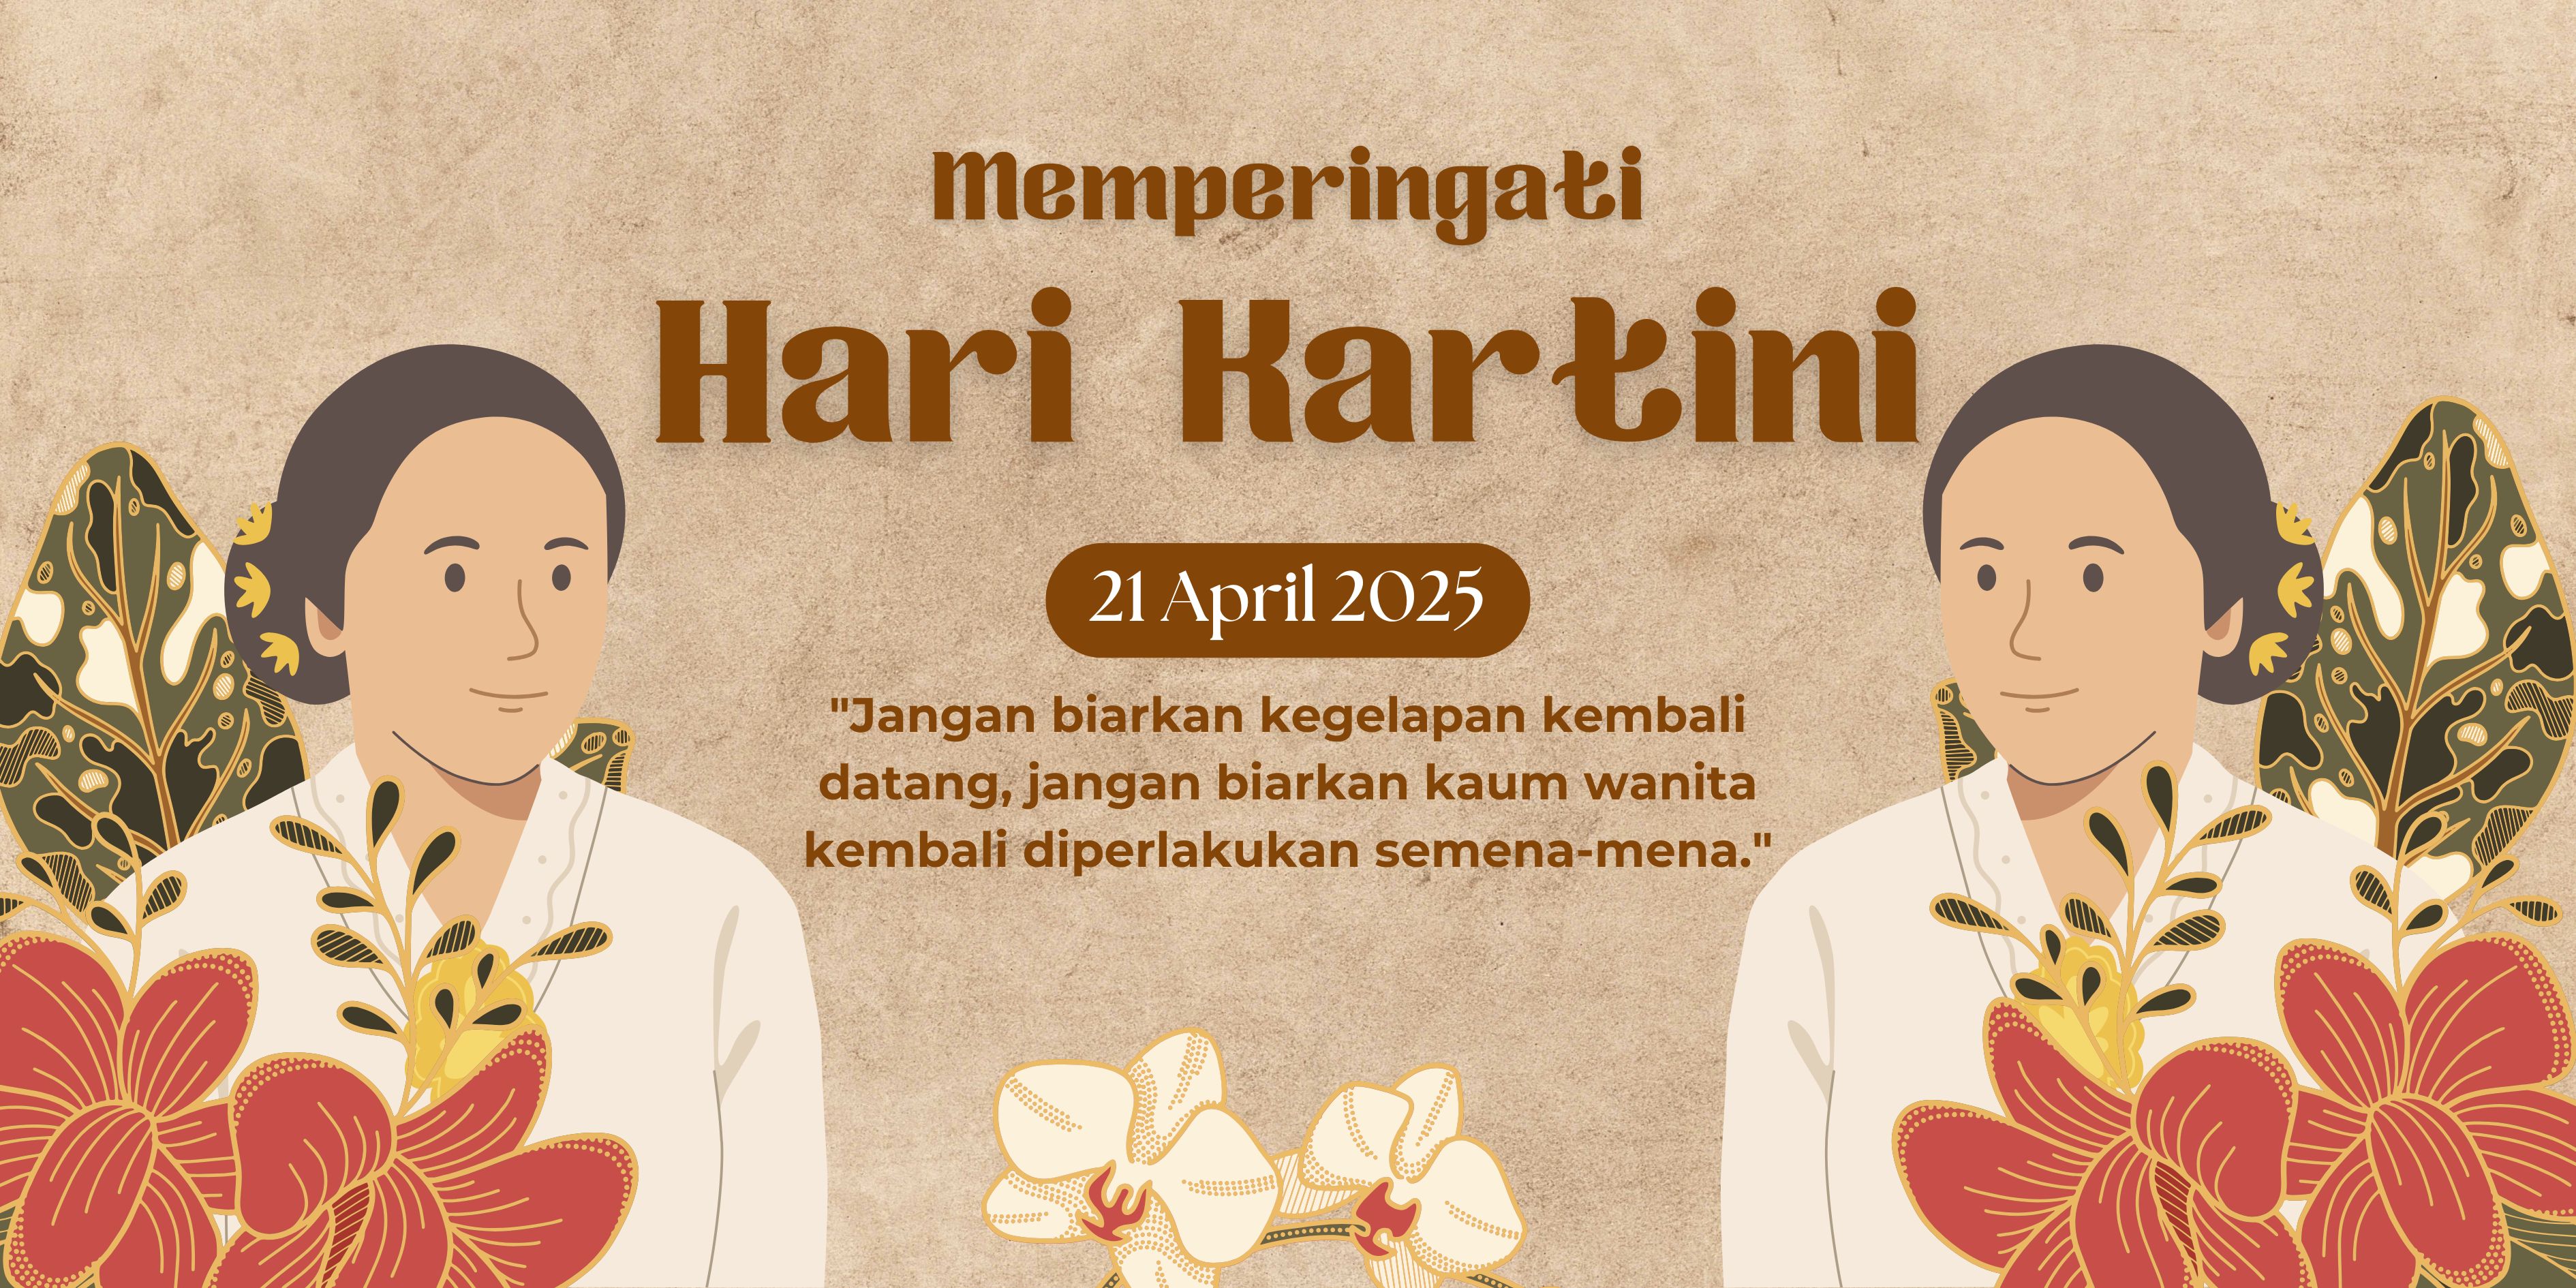 Memperingati
Hari Kartini
21 April 2025
"Jangan biarkan kegelapan kembali
datang, jangan biarkan kaum wanita
kembali diperlakukan semena-mena."